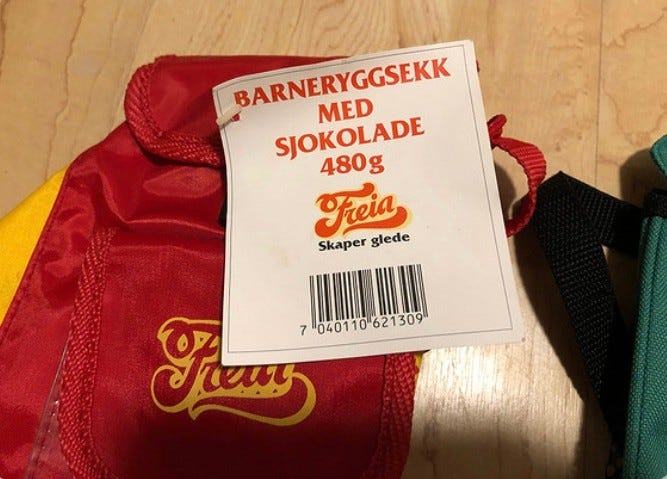 BARNERYGGSEKK
MED
SJOKOLADE
480g
Freia
Skaper glede
7 040110 621309
Freia